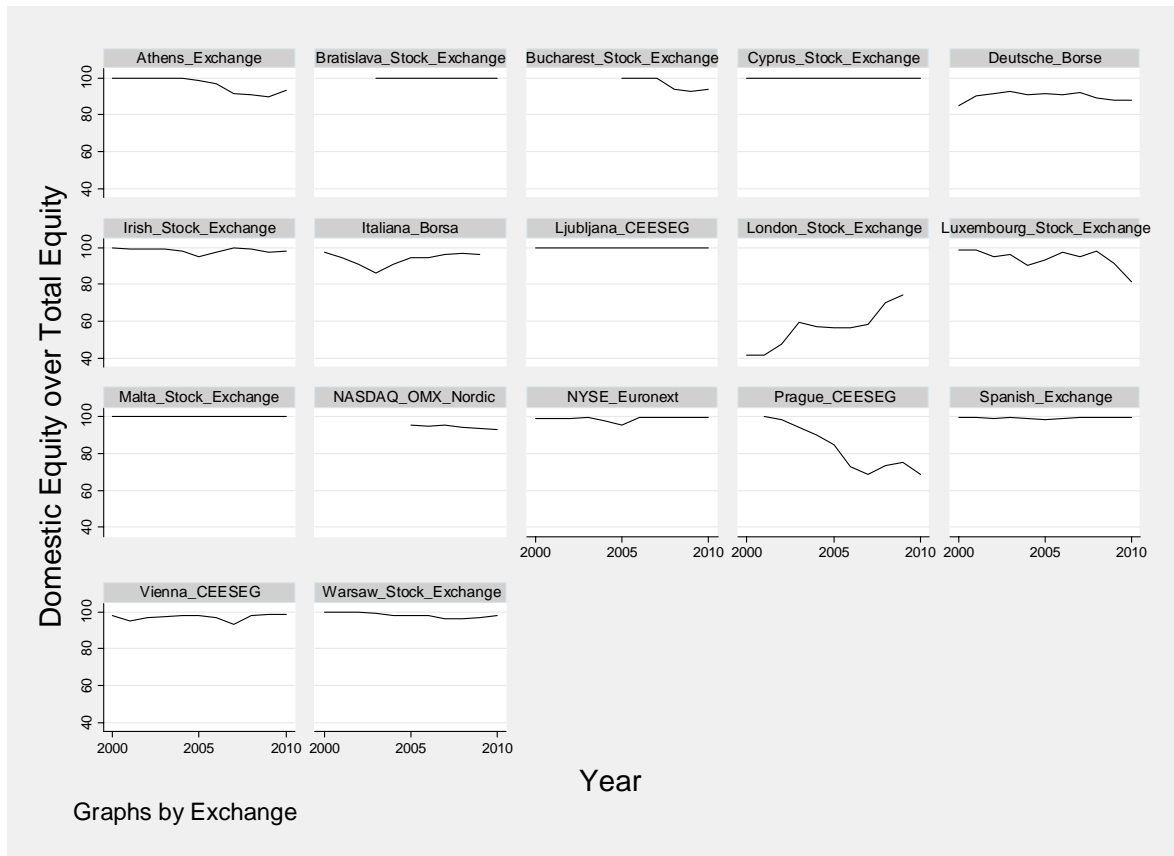 Domestic Equity over Total Equity
Athens_Exchange
Bratislava_Stock_Exchange
Bucharest_Stock_Exchange
Cyprus_Stock_Exchange
Deutsche_Borse
100
80
60
40
Irish_Stock_Exchange
Italiana_Borsa
Ljubljana_CEESEG
London_Stock_Exchange
Luxembourg_Stock_Exchange
100
80
60
40
Malta_Stock_Exchange
NASDAQ_OMX_Nordic
NYSE_Euronext
Prague_CEESEG
Spanish_Exchange
100
80
60
40
2000 2005 2010
2000 2005 2010
2000 2005 2010
Vienna_CEESEG
Warsaw_Stock_Exchange
100
80
60
40
2000 2005 2010
2000 2005 2010
Year
Graphs by Exchange